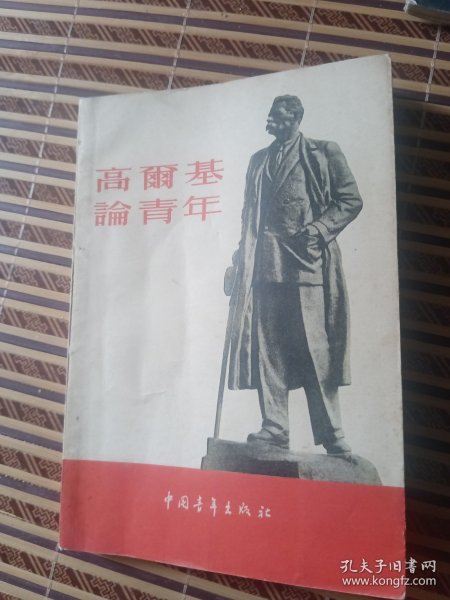 高爾基
論青年
中国青年出版社
孔夫子旧书网
www.kongfz.com